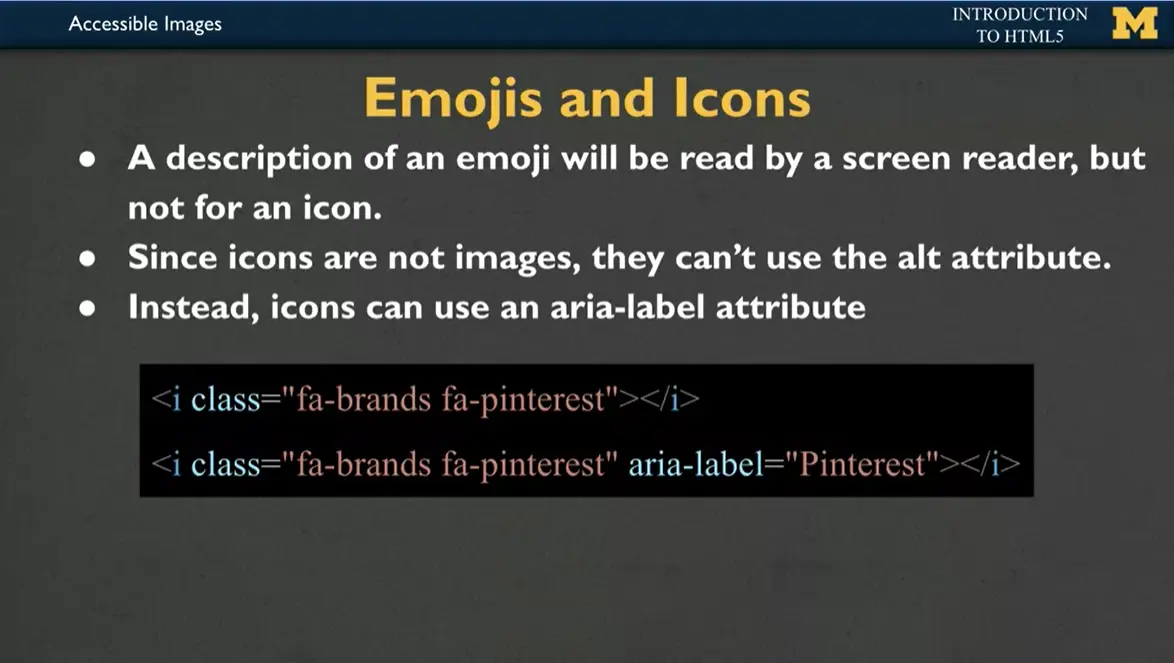 Accessible Images
INTRODUCTION
TO HTML5
M
Emojis and Icons
● A description of an emoji will be read by a screen reader, but
not for an icon.
● Since icons are not images, they can’t use the alt attribute.
● Instead, icons can use an aria-label attribute
<i class="fa-brands fa-pinterest"></i>
<i class="fa-brands fa-pinterest" aria-label="Pinterest"></i>